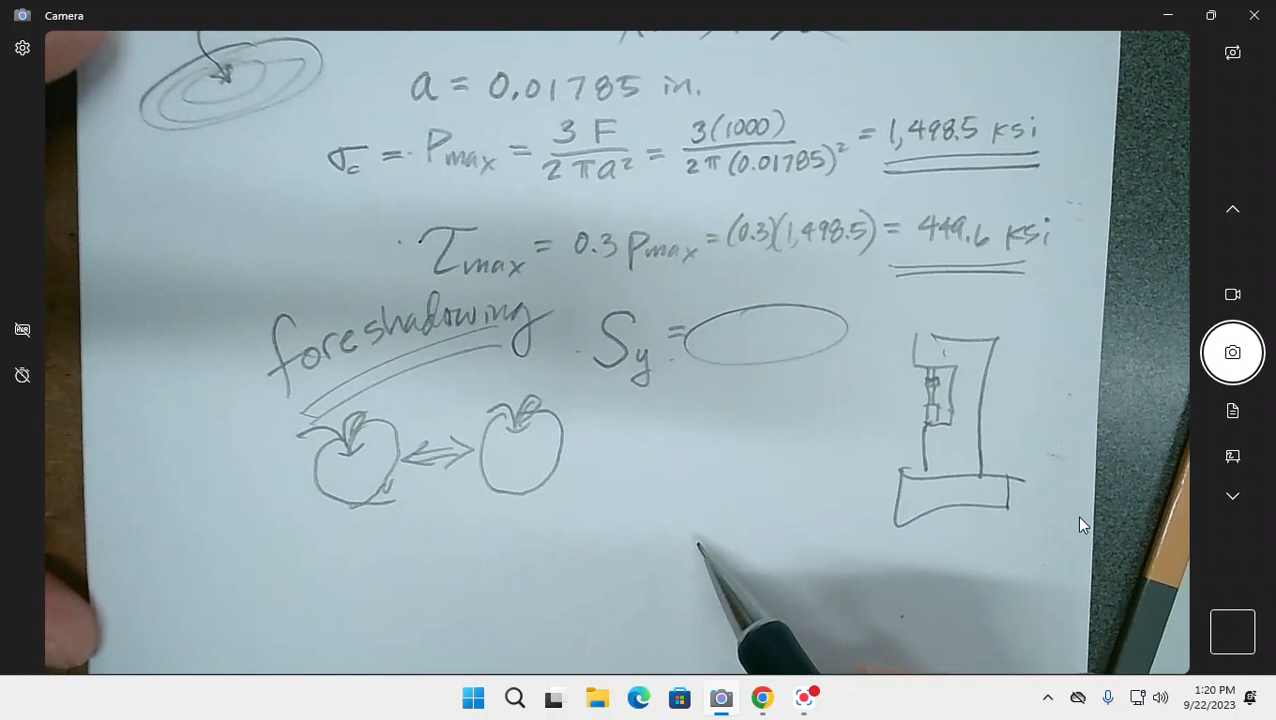 Camera
a = 0.01785 in.
σc = Pmax = 3F / 2πa² = 3(1000) / 2π(0.01785)² = 1,498.5 ksi
τmax = 0.3 Pmax = (0.3)(1,498.5) = 449.6 ksi
foreshadowing
Sy =
1:20 PM
9/22/2023